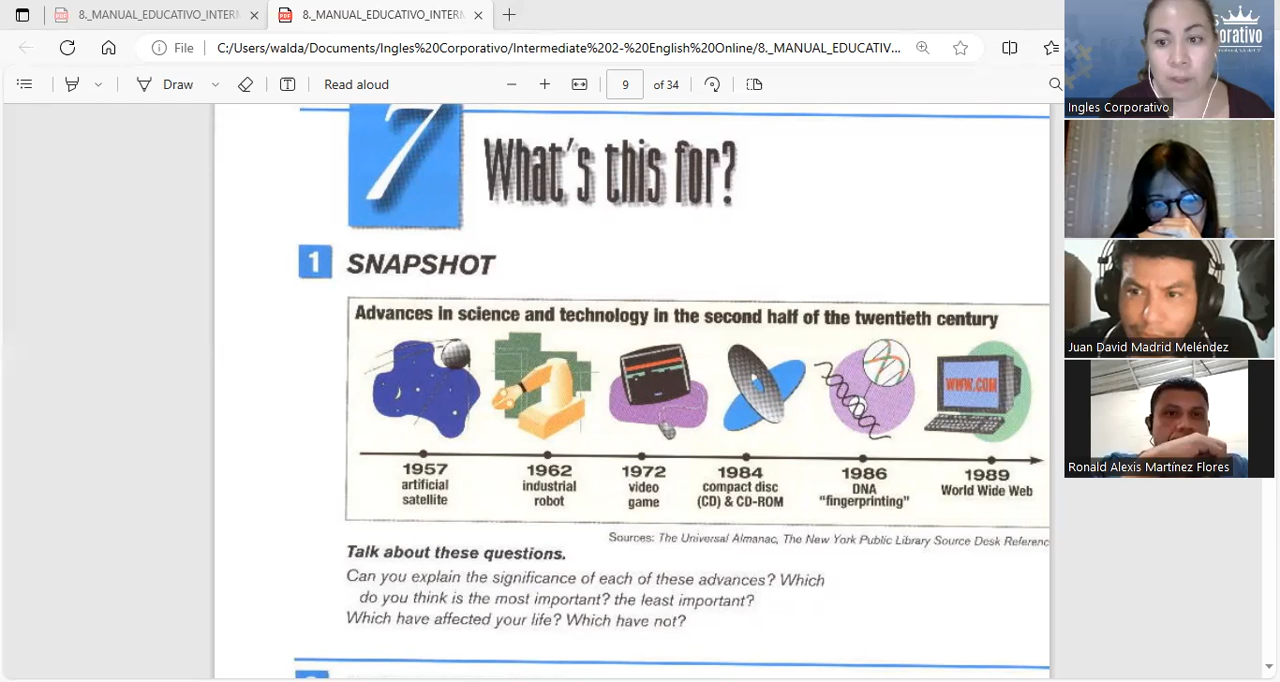 8._MANUAL_EDUCATIVO_INTERM
8._MANUAL_EDUCATIVO_INTERM
File
C:/Users/walda/Documents/Ingles%20Corporativo/Intermediate%202-%20English%20Online/8._MANUAL_EDUCATIV...
Draw
Read aloud
9
of 34
7
What's this for?
1 SNAPSHOT
Advances in science and technology in the second half of the twentieth century
WWW.COM
1957
artificial
satellite
1962
industrial
robot
1972
video
game
1984
compact disc
(CD) & CD-ROM
1986
DNA
"fingerprinting"
1989
World Wide Web
Sources: The Universal Almanac, The New York Public Library Source Desk Referenc
Talk about these questions.
Can you explain the significance of each of these advances? Which
do you think is the most important? the least important?
Which have affected your life? Which have not?
Ingles Corporativo
Juan David Madrid Meléndez
Ronald Alexis Martínez Flores